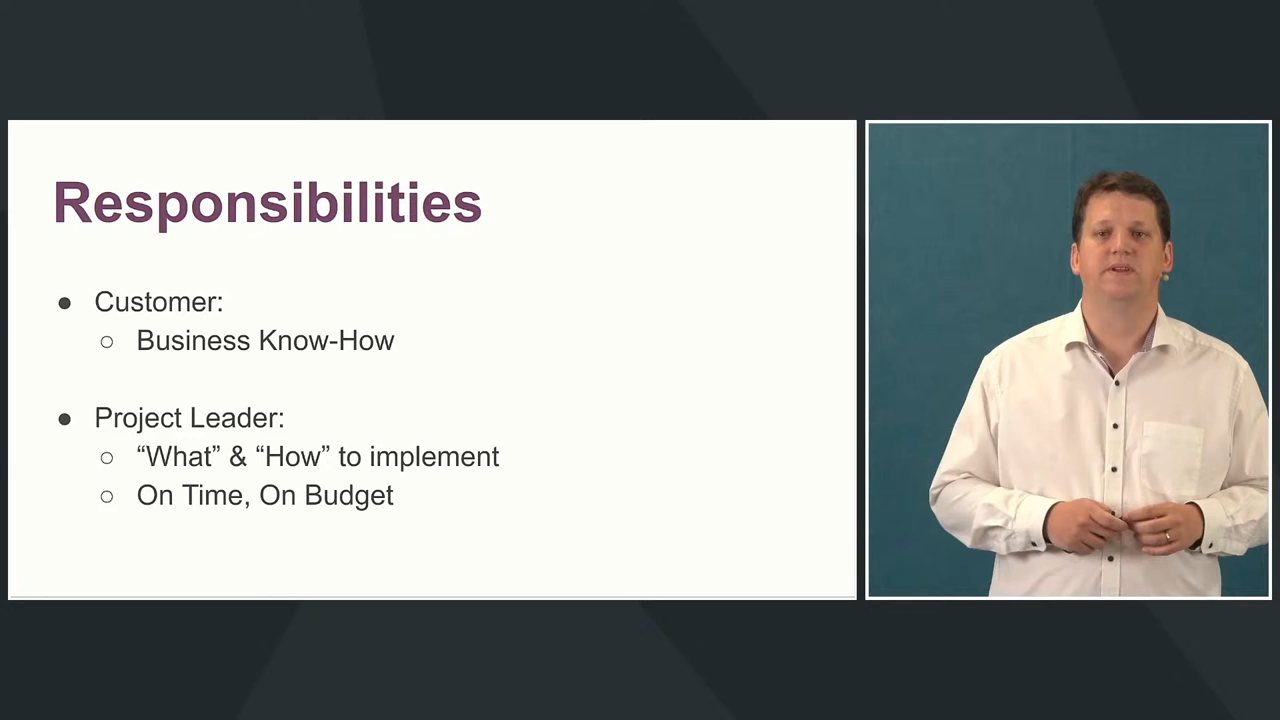 Responsibilities
● Customer:
○ Business Know-How
● Project Leader:
○ “What” & “How” to implement
○ On Time, On Budget